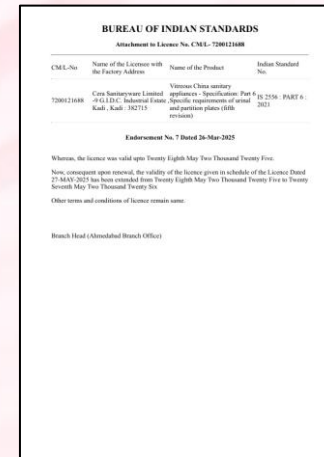 BUREAU OF INDIAN STANDARDS
Attachment to Licence No. CM/L- 7200121688
CM/L-No
Name of the Licensee with
the Factory Address
Name of the Product
Indian Standard
No.
7200121688
Cera Sanitaryware Limited
-9 G.I.D.C. Industrial Estate ,
Kadi , Kadi : 382715
Vitreous China sanitary
appliances - Specification: Part 6
Specific requirements of urinal
and partition plates (fifth
revision)
IS 2556 : PART 6 :
2021
Endorsement No. 7 Dated 26-Mar-2025
Whereas, the licence was valid upto Twenty Eighth May Two Thousand Twenty Five.
Now, consequent upon renewal, the validity of the licence given in schedule of the Licence Dated
27-MAY-2025 has been extended from Twenty Eighth May Two Thousand Twenty Five to Twenty
Seventh May Two Thousand Twenty Six
Other terms and conditions of licence remain same.
Branch Head (Ahmedabad Branch Office)